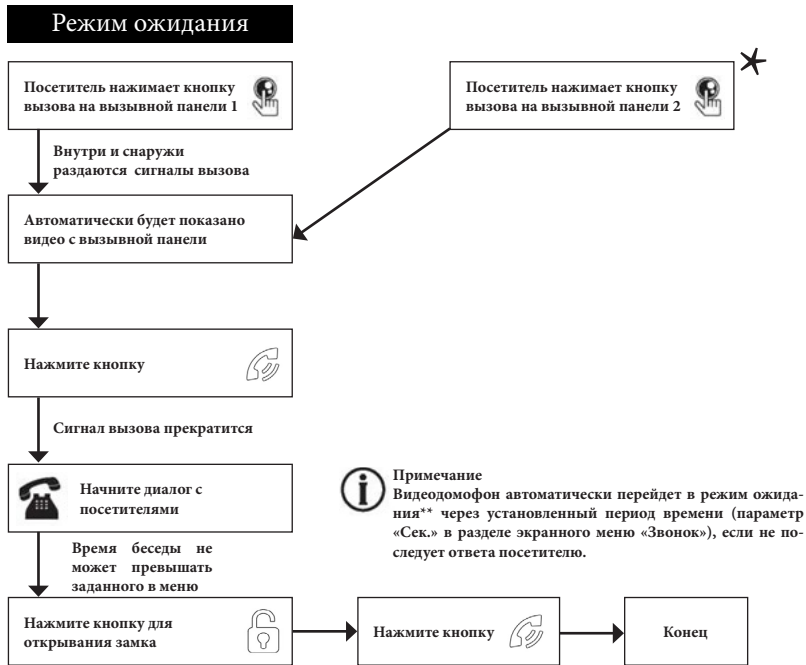 Режим ожидания
Посетитель нажимает кнопку
вызова на вызывной панели 1
Посетитель нажимает кнопку
вызова на вызывной панели 2
Внутри и снаружи
раздаются сигналы вызова
Автоматически будет показано
видео с вызывной панели
Нажмите кнопку
Сигнал вызова прекратится
Начните диалог с
посетителями
Примечание
Видеодомофон автоматически перейдет в режим ожида-
ния** через установленный период времени (параметр
«Сек.» в разделе экранного меню «Звонок»), если не по-
следует ответа посетителю.
Время беседы не
может превышать
заданного в меню
Нажмите кнопку для
открывания замка
Нажмите кнопку
Конец